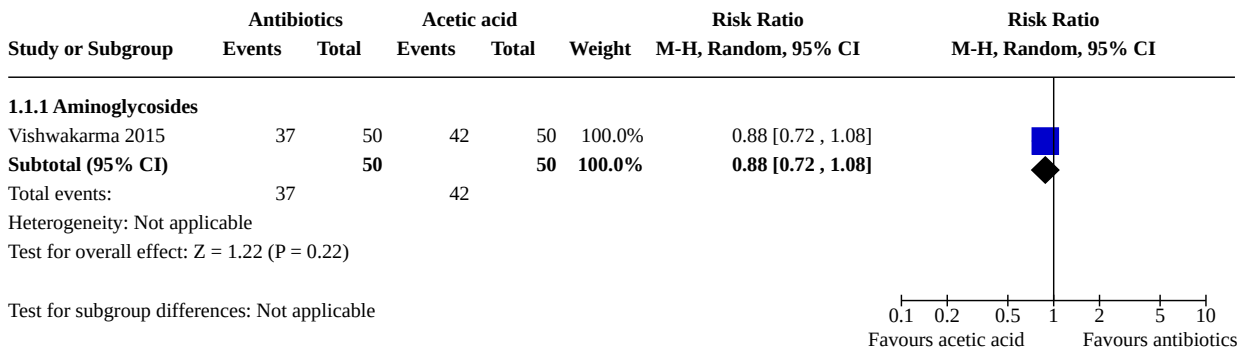 Antibiotics Acetic acid Risk Ratio Risk Ratio
Study or Subgroup Events Total Events Total Weight M-H, Random, 95% CI M-H, Random, 95% CI
1.1.1 Aminoglycosides
Vishwakarma 2015 37 50 42 50 100.0% 0.88 [0.72 , 1.08]
Subtotal (95% CI) 50 50 100.0% 0.88 [0.72 , 1.08]
Total events: 37 42
Heterogeneity: Not applicable
Test for overall effect: Z = 1.22 (P = 0.22)
Test for subgroup differences: Not applicable
0.1 0.2 0.5 1 2 5 10
Favours acetic acid Favours antibiotics